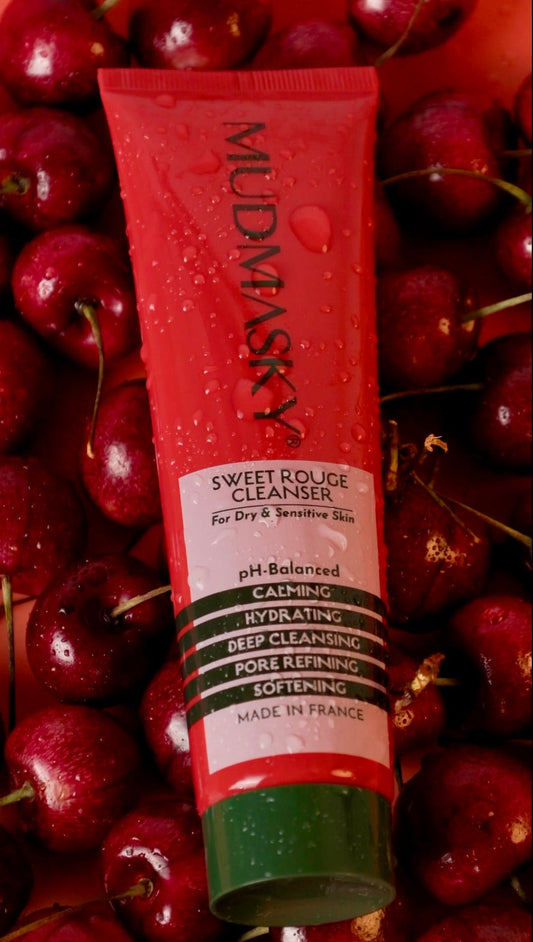 MUDMASKY®
SWEET ROUGE
CLEANSER
For Dry & Sensitive Skin
pH-Balanced
CALMING
HYDRATING
DEEP CLEANSING
PORE REFINING
SOFTENING
MADE IN FRANCE